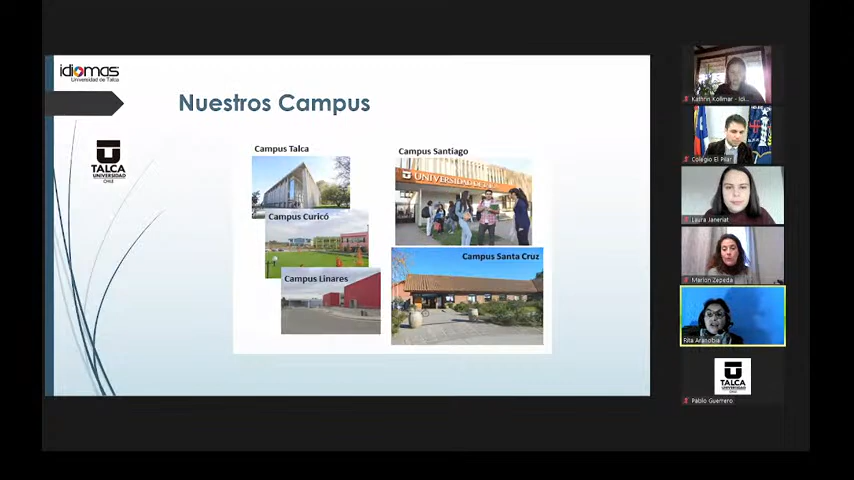 idiomas
Universidad de Talca
Nuestros Campus
TALCA
UNIVERSIDAD
CHILE
Campus Talca
Campus Santiago
UNIVERSIDAD DE
Campus Curicó
Campus Linares
Campus Santa Cruz
Kathrin Kollmar - Idi...
Colegio El Pilar
Laura Janeriat
Marion Zepeda
Rita Arancibia
TALCA
UNIVERSIDAD
Pablo Guerrero